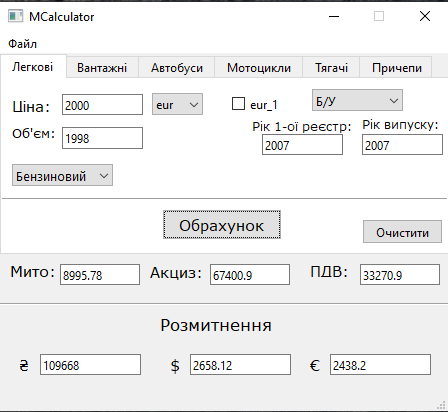 MCalculator
Файл
Легкові Вантажні Автобуси Мотоцикли Тягачі Причепи
Ціна: 2000 eur eur_1 Б/У
Об'єм: 1998 Рік 1-ої реєстр: 2007 Рік випуску: 2007
Бензиновий
Обрахунок
Очистити
Мито: 8995.78 Акциз: 67400.9 ПДВ: 33270.9
Розмитнення
₴ 109668 $ 2658.12 € 2438.2